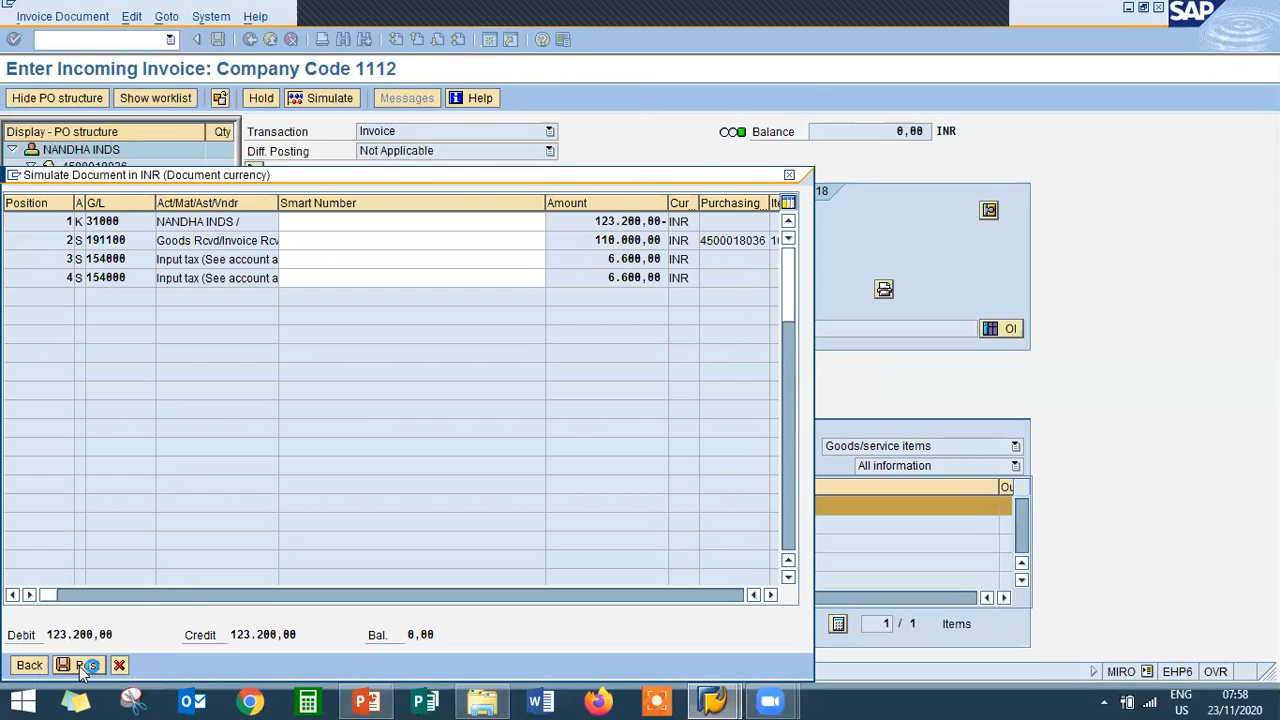 Invoice Document Edit Goto System Help
SAP
Enter Incoming Invoice: Company Code 1112
Hide PO structure Show worklist Hold Simulate Messages Help
Display - PO structure Qty
Transaction Invoice Balance 0,00 INR
NANDHA INDS
Diff. Posting Not Applicable
4500018036
Simulate Document in INR (Document currency)
18
Position A G/L Act/Mat/Ast/Vndr Smart Number Amount Cur... Purchasing...
1 K 31000 NANDHA INDS / 123.200,00- INR
2 S 191100 Goods Rcvd/Invoice Rcv 110.000,00 INR 4500018036
3 S 154000 Input tax (See account a 6.600,00 INR
4 S 154000 Input tax (See account a 6.600,00 INR
OI
Goods/service items
All information
Ou
Debit 123.200,00 Credit 123.200,00 Bal. 0,00
1 / 1 Items
Back
MIRO EHP6 OVR
ENG 07:58
US 23/11/2020